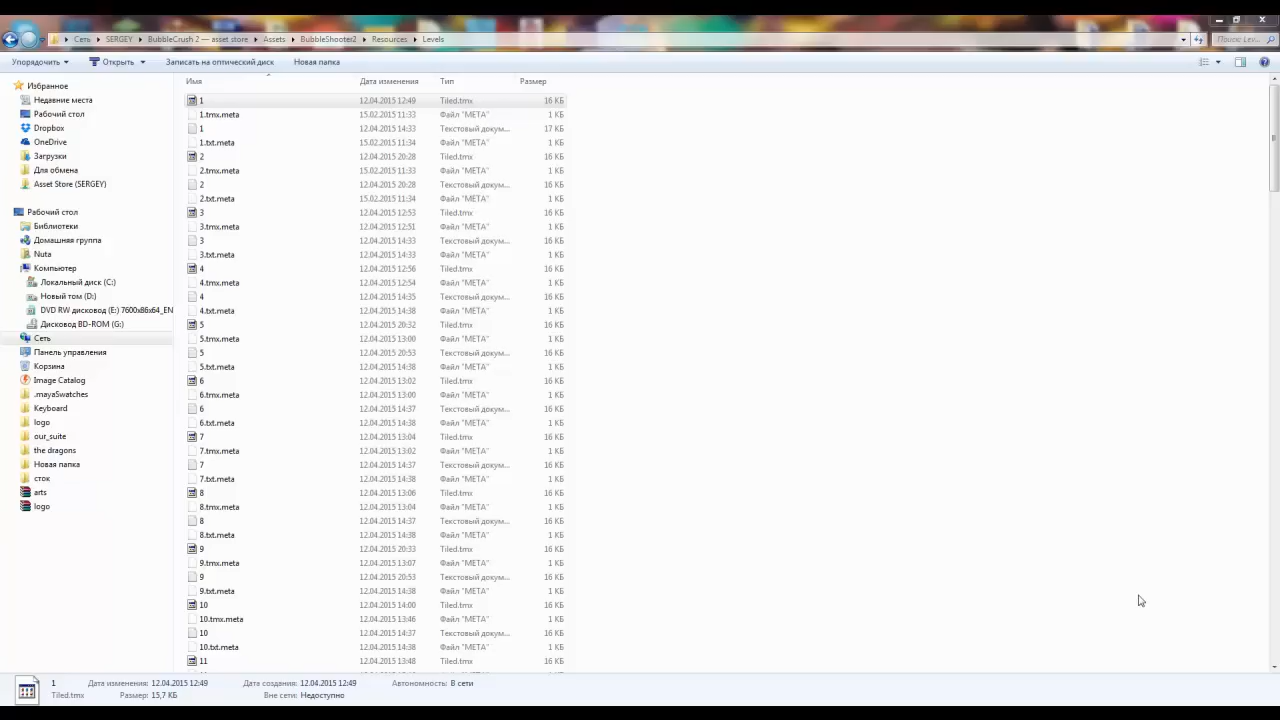 Сеть ▸ SERGEY ▸ BubbleCrush 2 — asset store ▸ Assets ▸ BubbleShooter2 ▸ Resources ▸ Levels
Поиск: Lev...
Упорядочить Открыть Записать на оптический диск Новая папка
Имя Дата изменения Тип Размер
Избранное
Недавние места
Рабочий стол
Dropbox
OneDrive
Загрузки
Для обмена
Asset Store (SERGEY)
Рабочий стол
Библиотеки
Домашняя группа
Nuta
Компьютер
Локальный диск (C:)
Новый том (D:)
DVD RW дисковод (E:) 7600x86x64_EN
Дисковод BD-ROM (G:)
Сеть
Панель управления
Корзина
Image Catalog
.mayaSwatches
Keyboard
logo
our_suite
the dragons
Новая папка
сток
arts
logo
1 12.04.2015 12:49 Tiled.tmx 16 КБ
1.tmx.meta 15.02.2015 11:33 Файл "META" 1 КБ
1 12.04.2015 14:33 Текстовый докум... 17 КБ
1.txt.meta 15.02.2015 11:34 Файл "META" 1 КБ
2 12.04.2015 20:28 Tiled.tmx 16 КБ
2.tmx.meta 15.02.2015 11:33 Файл "META" 1 КБ
2 12.04.2015 20:28 Текстовый докум... 16 КБ
2.txt.meta 15.02.2015 11:34 Файл "META" 1 КБ
3 12.04.2015 12:53 Tiled.tmx 16 КБ
3.tmx.meta 12.04.2015 12:51 Файл "META" 1 КБ
3 12.04.2015 14:33 Текстовый докум... 16 КБ
3.txt.meta 12.04.2015 14:33 Файл "META" 1 КБ
4 12.04.2015 12:56 Tiled.tmx 16 КБ
4.tmx.meta 12.04.2015 12:54 Файл "META" 1 КБ
4 12.04.2015 14:35 Текстовый докум... 16 КБ
4.txt.meta 12.04.2015 14:38 Файл "META" 1 КБ
5 12.04.2015 20:32 Tiled.tmx 16 КБ
5.tmx.meta 12.04.2015 13:00 Файл "META" 1 КБ
5 12.04.2015 20:53 Текстовый докум... 16 КБ
5.txt.meta 12.04.2015 14:38 Файл "META" 1 КБ
6 12.04.2015 13:02 Tiled.tmx 16 КБ
6.tmx.meta 12.04.2015 13:00 Файл "META" 1 КБ
6 12.04.2015 14:37 Текстовый докум... 16 КБ
6.txt.meta 12.04.2015 14:38 Файл "META" 1 КБ
7 12.04.2015 13:04 Tiled.tmx 16 КБ
7.tmx.meta 12.04.2015 13:02 Файл "META" 1 КБ
7 12.04.2015 14:37 Текстовый докум... 16 КБ
7.txt.meta 12.04.2015 14:38 Файл "META" 1 КБ
8 12.04.2015 13:06 Tiled.tmx 16 КБ
8.tmx.meta 12.04.2015 13:04 Файл "META" 1 КБ
8 12.04.2015 14:37 Текстовый докум... 16 КБ
8.txt.meta 12.04.2015 14:38 Файл "META" 1 КБ
9 12.04.2015 20:33 Tiled.tmx 16 КБ
9.tmx.meta 12.04.2015 13:07 Файл "META" 1 КБ
9 12.04.2015 20:53 Текстовый докум... 16 КБ
9.txt.meta 12.04.2015 14:38 Файл "META" 1 КБ
10 12.04.2015 14:00 Tiled.tmx 16 КБ
10.tmx.meta 12.04.2015 13:46 Файл "META" 1 КБ
10 12.04.2015 14:37 Текстовый докум... 16 КБ
10.txt.meta 12.04.2015 14:38 Файл "META" 1 КБ
11 12.04.2015 13:48 Tiled.tmx 16 КБ
1 Дата изменения: 12.04.2015 12:49 Дата создания: 12.04.2015 12:49 Автономность: В сети
Tiled.tmx Размер: 15,7 КБ Вне сети: Недоступно